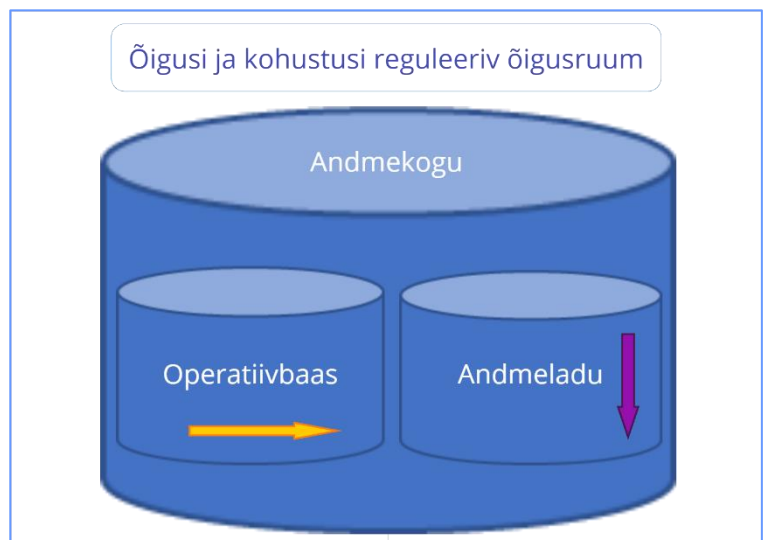 Õigusi ja kohustusi reguleeriv õigusruum
Andmekogu
Operatiivbaas
Andmeladu